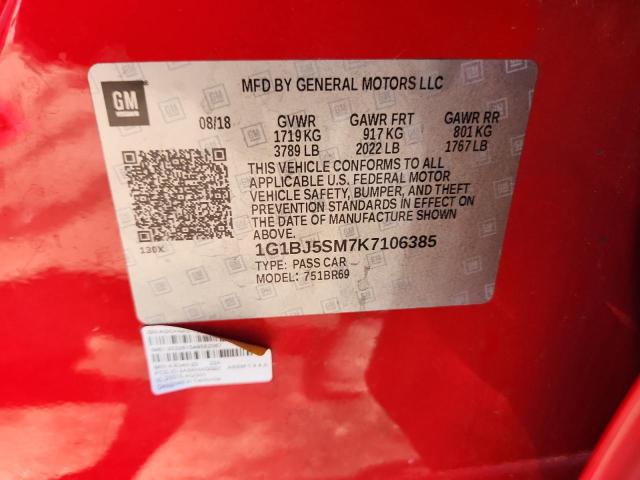 MFD BY GENERAL MOTORS LLC
GM
08/18 GVWR GAWR FRT GAWR RR
1719 KG 917 KG 801 KG
3789 LB 2022 LB 1767 LB
THIS VEHICLE CONFORMS TO ALL
APPLICABLE U.S. FEDERAL MOTOR
VEHICLE SAFETY, BUMPER, AND THEFT
PREVENTION STANDARDS IN EFFECT ON
THE DATE OF MANUFACTURE SHOWN
ABOVE.
130X
1G1BJ5SM7K7106385
TYPE: PASS CAR
MODEL: 751BR69